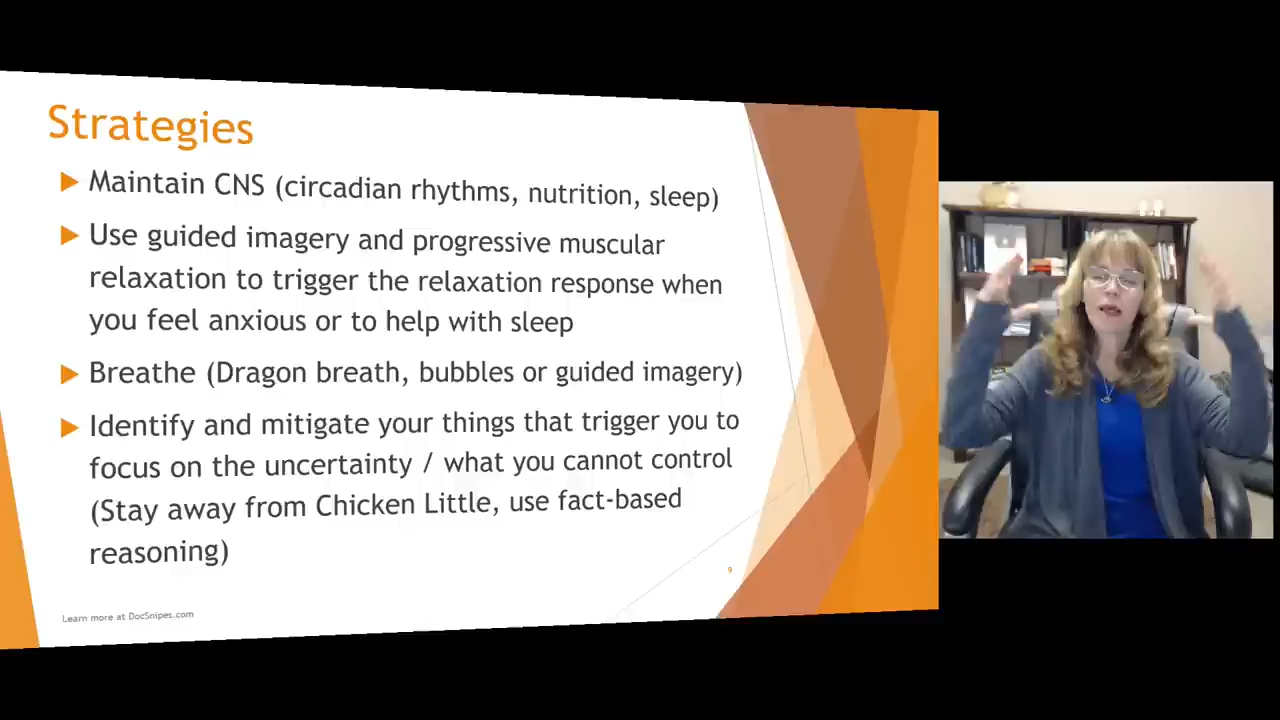 Strategies
Maintain CNS (circadian rhythms, nutrition, sleep)
Use guided imagery and progressive muscular
relaxation to trigger the relaxation response when
you feel anxious or to help with sleep
Breathe (Dragon breath, bubbles or guided imagery)
Identify and mitigate your things that trigger you to
focus on the uncertainty / what you cannot control
(Stay away from Chicken Little, use fact-based
reasoning)
9
Learn more at DocSnipes.com